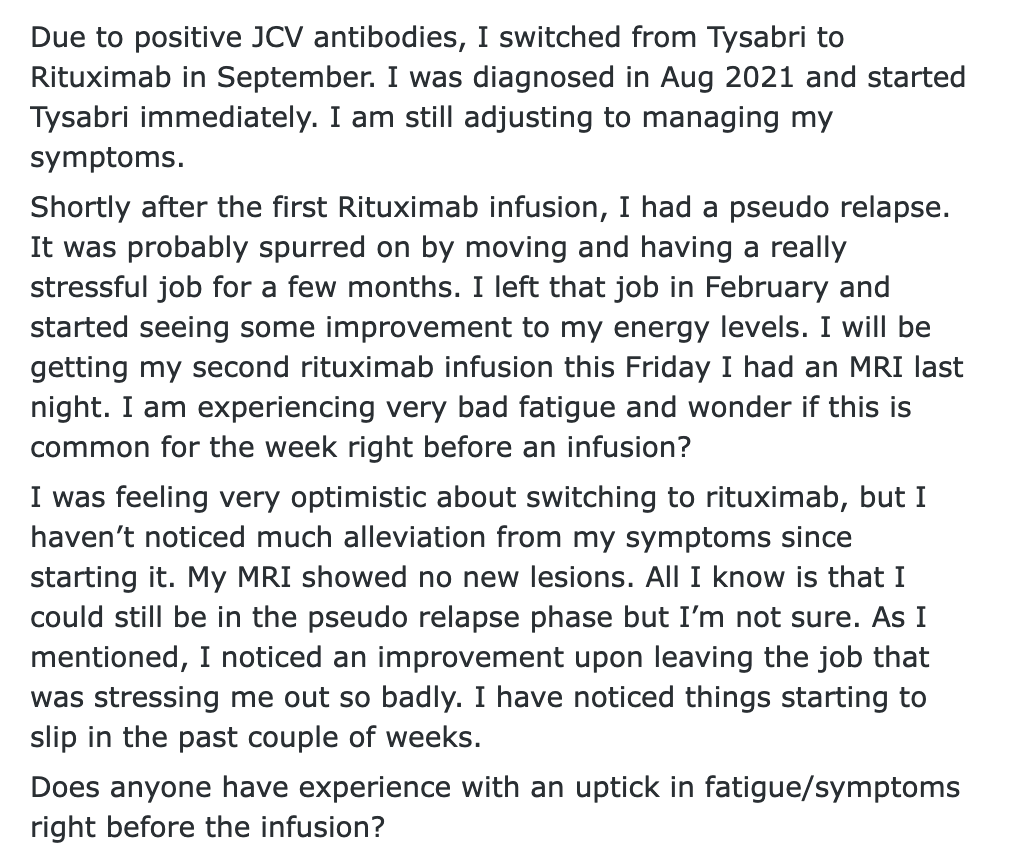 Due to positive JCV antibodies, I switched from Tysabri to
Rituximab in September. I was diagnosed in Aug 2021 and started
Tysabri immediately. I am still adjusting to managing my
symptoms.
Shortly after the first Rituximab infusion, I had a pseudo relapse.
It was probably spurred on by moving and having a really
stressful job for a few months. I left that job in February and
started seeing some improvement to my energy levels. I will be
getting my second rituximab infusion this Friday I had an MRI last
night. I am experiencing very bad fatigue and wonder if this is
common for the week right before an infusion?
I was feeling very optimistic about switching to rituximab, but I
haven’t noticed much alleviation from my symptoms since
starting it. My MRI showed no new lesions. All I know is that I
could still be in the pseudo relapse phase but I’m not sure. As I
mentioned, I noticed an improvement upon leaving the job that
was stressing me out so badly. I have noticed things starting to
slip in the past couple of weeks.
Does anyone have experience with an uptick in fatigue/symptoms
right before the infusion?